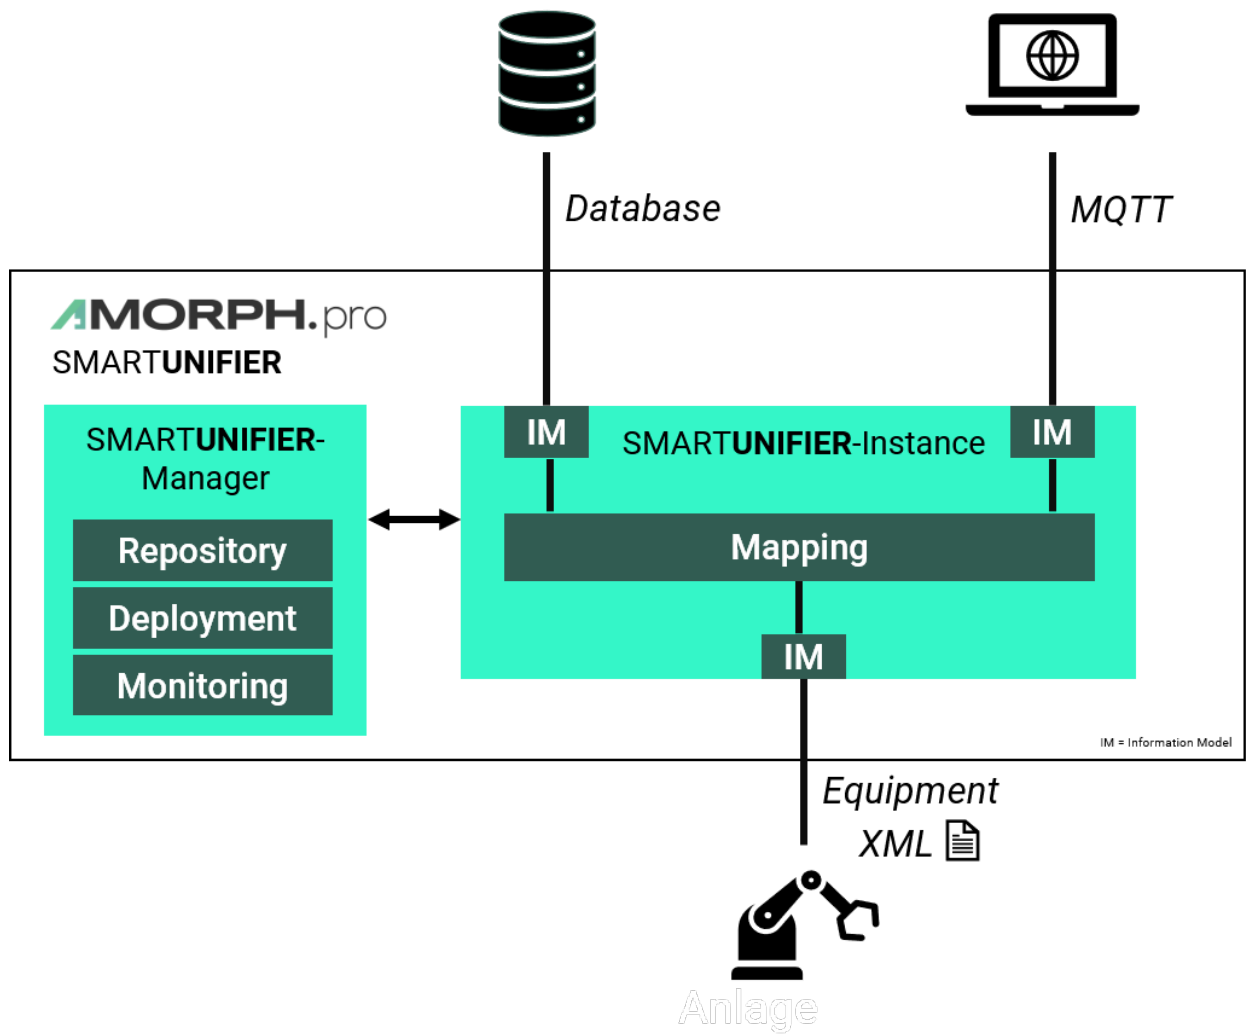 Database
MQTT
AMORPH.pro
SMARTUNIFIER
SMARTUNIFIER-
Manager
Repository
Deployment
Monitoring
IM
SMARTUNIFIER-Instance
IM
Mapping
IM
IM = Information Model
Equipment
XML
Anlage